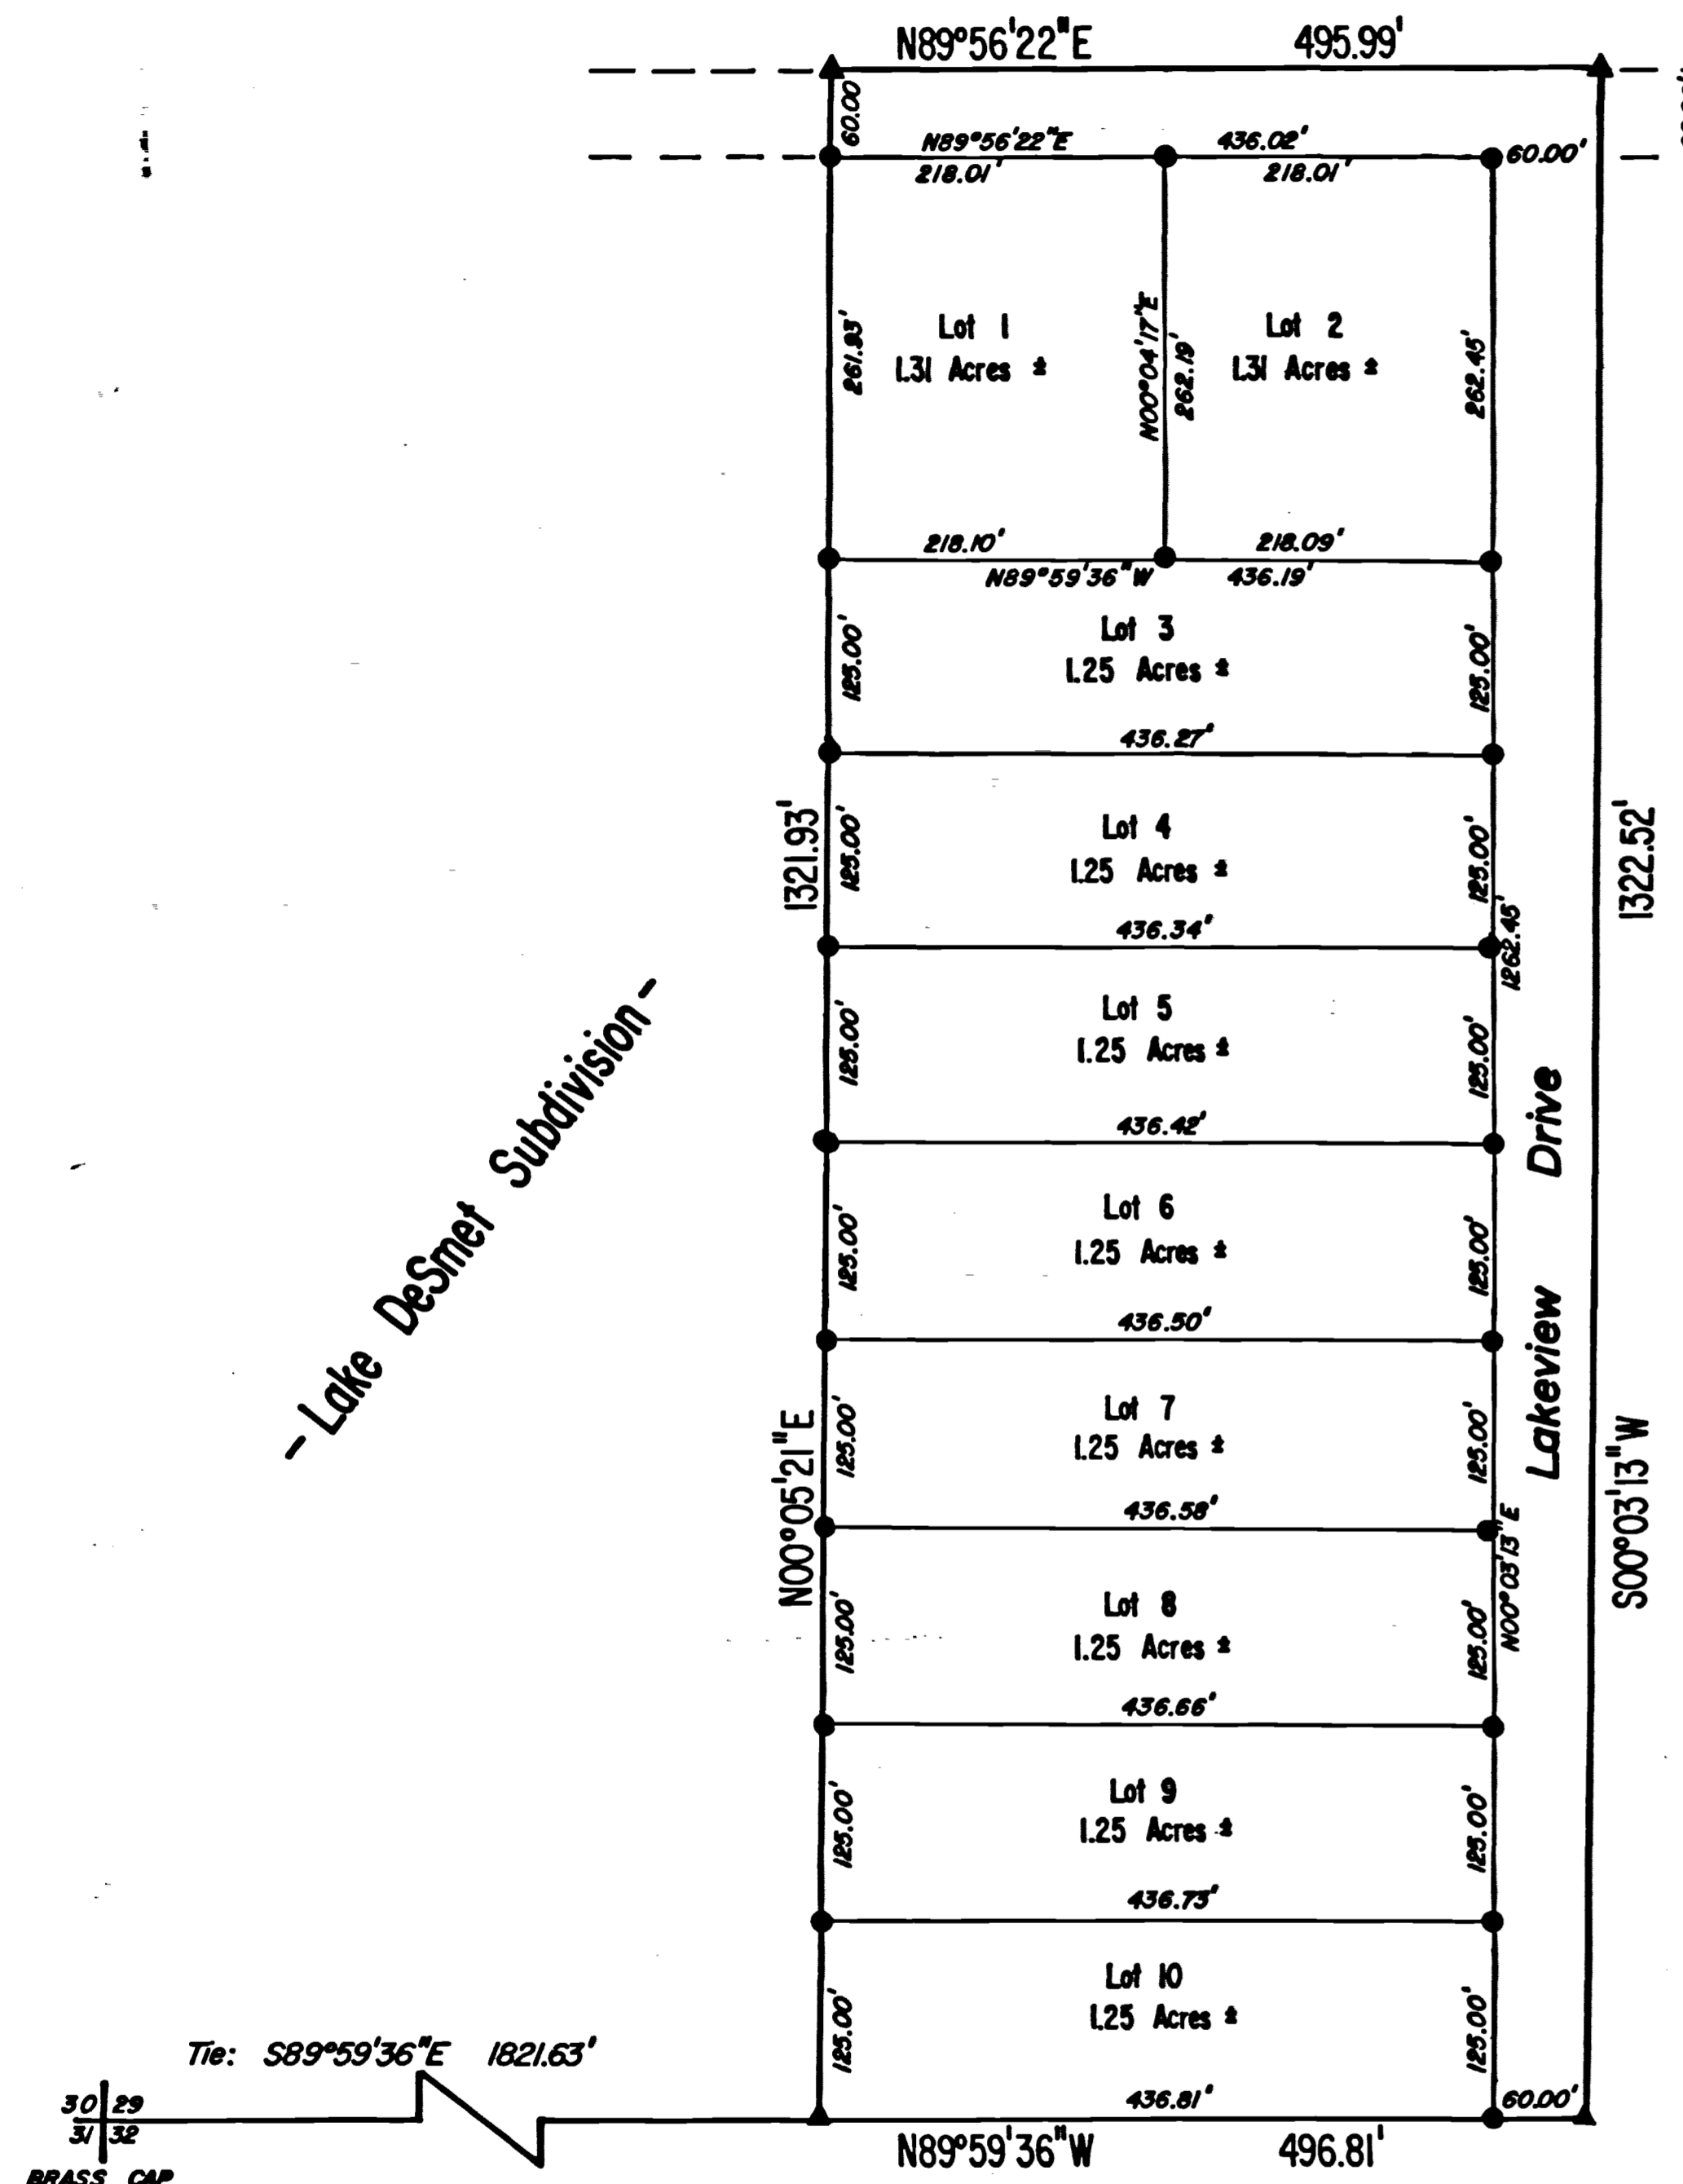 N89°56'22"E 495.99'
60.00'
N89°56'22"E 436.02'
60.00'
218.01' 218.01'
Lot 1
1.31 Acres ±
Lot 2
1.31 Acres ±
261.93'
N00°04'17"E
262.19'
262.45'
218.10' 218.09'
N89°59'36"W 436.19'
Lot 3
1.25 Acres ±
125.00' 125.00'
436.27'
1321.93'
1322.52'
Lot 4
1.25 Acres ±
125.00' 125.00'
436.34'
1262.45'
Lot 5
1.25 Acres ±
125.00' 125.00'
436.42'
- Lake DeSmet Subdivision -
Lakeview Drive
Lot 6
1.25 Acres ±
125.00' 125.00'
436.50'
Lot 7
1.25 Acres ±
125.00' 125.00'
N00°05'21"E
S00°03'13"W
436.58'
N00°03'13"E
Lot 8
1.25 Acres ±
125.00' 125.00'
436.66'
Lot 9
1.25 Acres ±
125.00' 125.00'
436.73'
Lot 10
1.25 Acres ±
125.00' 125.00'
Tie: S89°59'36"E 1821.63'
436.81' 60.00'
30 29
31 32
N89°59'36"W 496.81'
BRASS CAP